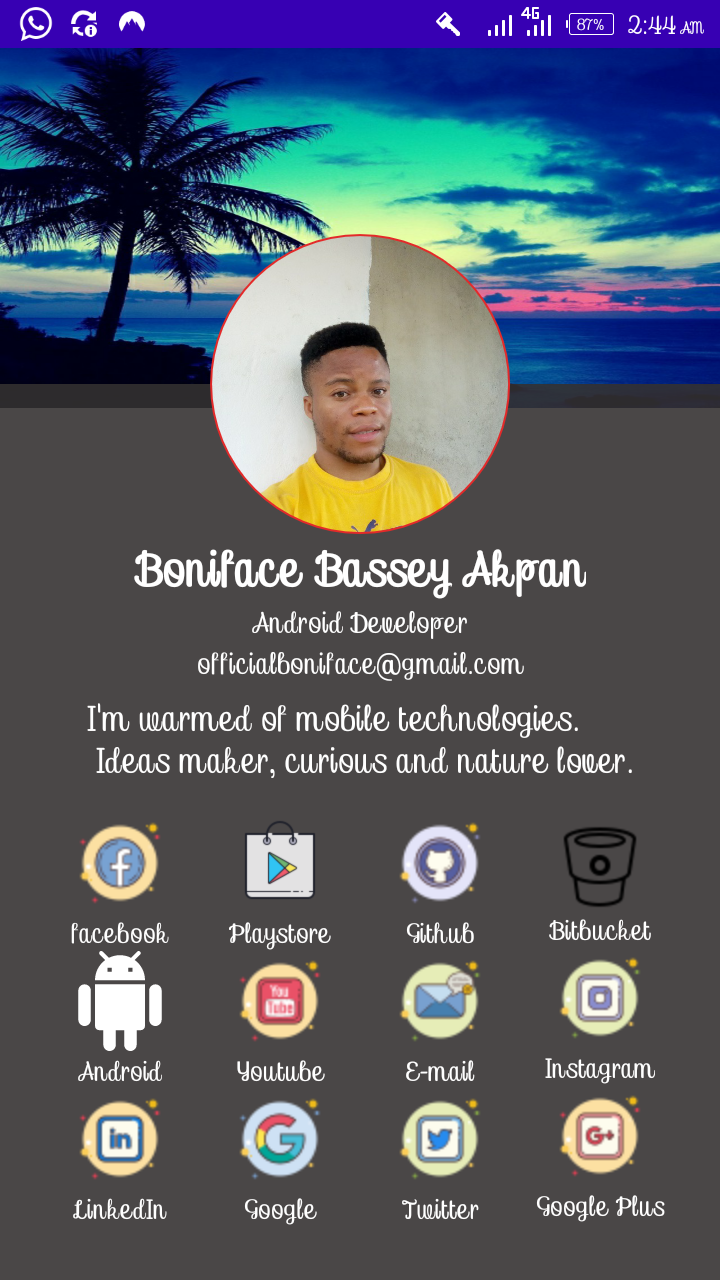 4G 87% 2:44 AM
Boniface Bassey Akpan
Android Developer
officialboniface@gmail.com
I'm warmed of mobile technologies.
Ideas maker, curious and nature lover.
facebook Playstore Github Bitbucket
You
Tube
Android Youtube E-mail Instagram
in G G+
LinkedIn Google Twitter Google Plus